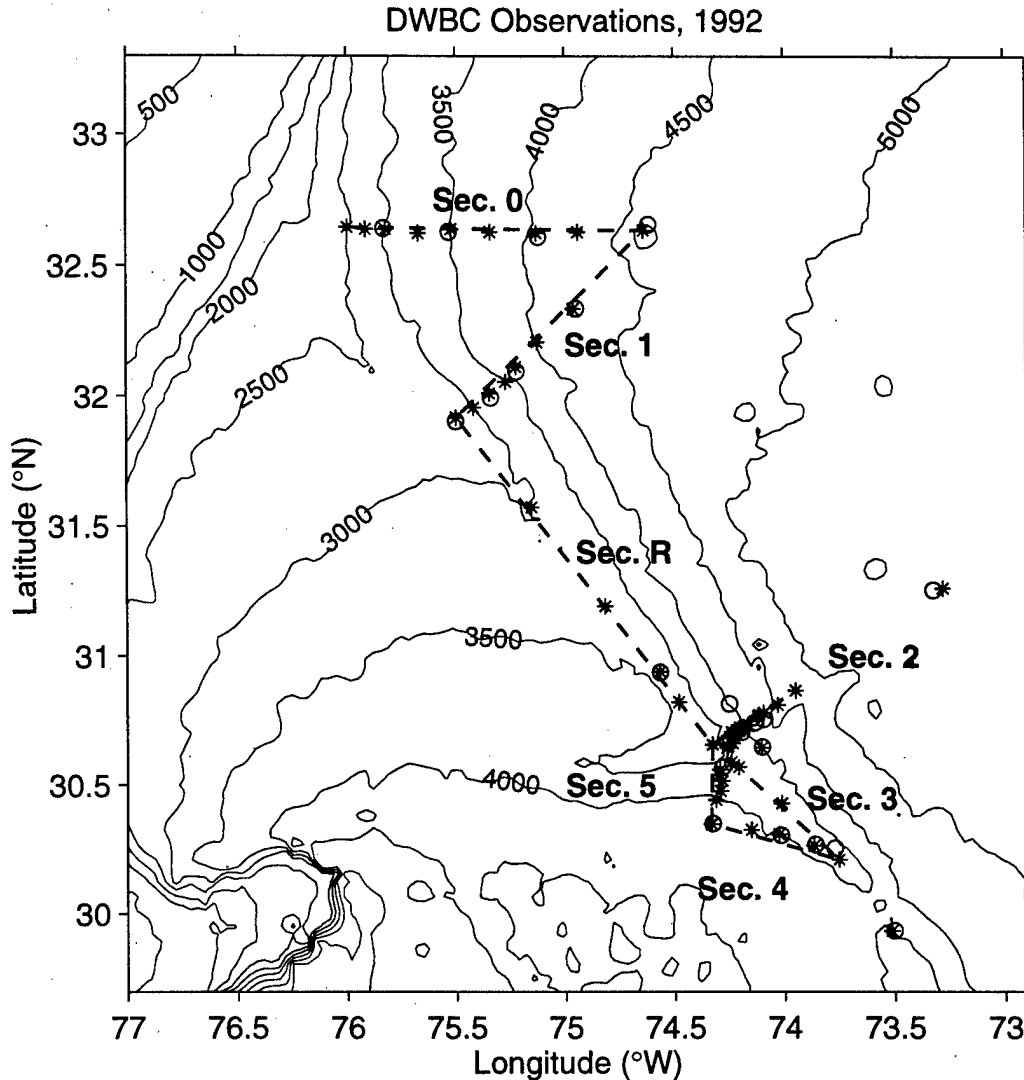 DWBC Observations, 1992
500
3500
4000
4500
5000
33
Sec. 0
1000
32.5
2000
Sec. 1
2500
32
3000
31.5
Sec. R
3500
31
Sec. 2
4000
Sec. 5
30.5
Sec. 3
Sec. 4
30
Latitude (°N)
77
76.5
76
75.5
75
74.5
74
73.5
73
Longitude (°W)